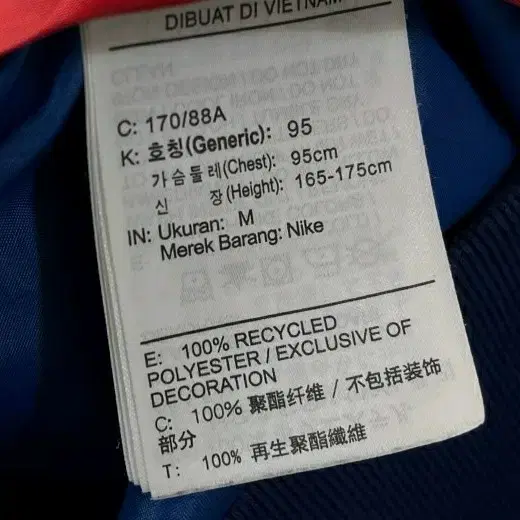 DIBUAT DI VIETNAM
C: 170/88A
K: 호칭(Generic): 95
가슴둘레(Chest): 95cm
신 장(Height): 165-175cm
IN: Ukuran: M
Merek Barang: Nike
E: 100% RECYCLED
POLYESTER / EXCLUSIVE OF
DECORATION
C: 100% 聚酯纤维 / 不包括装饰
部分
T: 100% 再生聚酯纖維